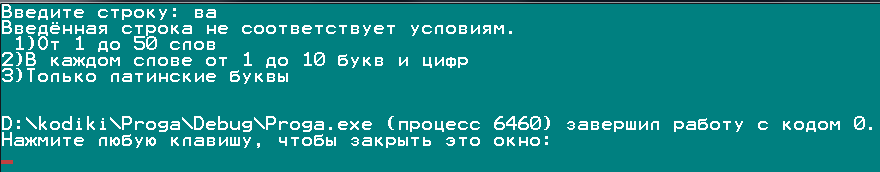 Введите строку: ва
Введённая строка не соответствует условиям.
1)От 1 до 50 слов
2)В каждом слове от 1 до 10 букв и цифр
3)Только латинские буквы
D:\kodiki\Proga\Debug\Proga.exe (процесс 6460) завершил работу с кодом 0.
Нажмите любую клавишу, чтобы закрыть это окно: